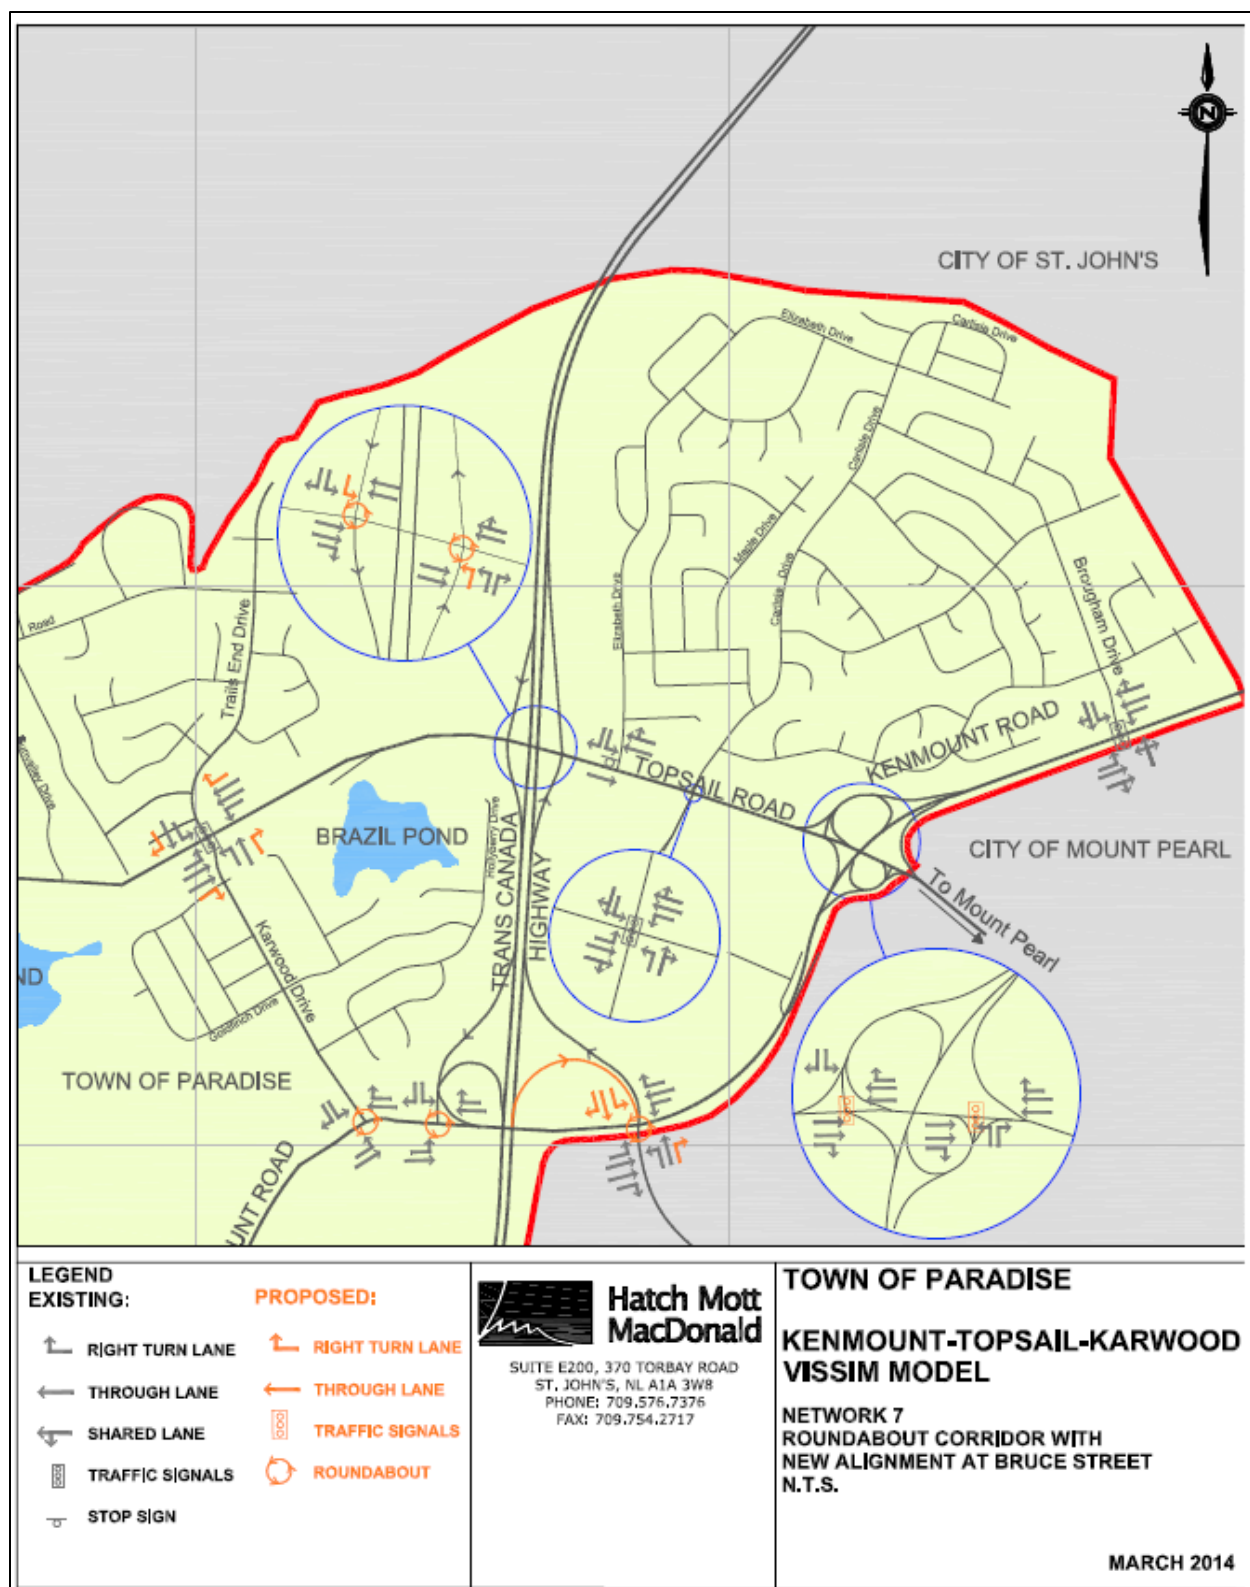 N
CITY OF ST. JOHN'S
Elizabeth Drive
Carlisle Drive
Carlisle Drive
Maple Drive
Elizabeth Drive
Carlisle Drive
Brougham Drive
Road
Trails End Drive
KENMOUNT ROAD
TOPSAIL ROAD
BRAZIL POND
Hollyberry Drive
TRANS CANADA
HIGHWAY
CITY OF MOUNT PEARL
To Mount Pearl
Karwood Drive
ND
Goldfinch Drive
TOWN OF PARADISE
UNT ROAD
LEGEND
EXISTING:
RIGHT TURN LANE
THROUGH LANE
SHARED LANE
TRAFFIC SIGNALS
STOP SIGN
PROPOSED:
RIGHT TURN LANE
THROUGH LANE
TRAFFIC SIGNALS
ROUNDABOUT
Hatch Mott
MacDonald
SUITE E200, 370 TORBAY ROAD
ST. JOHN'S, NL A1A 3W8
PHONE: 709.576.7376
FAX: 709.754.2717
TOWN OF PARADISE
KENMOUNT-TOPSAIL-KARWOOD
VISSIM MODEL
NETWORK 7
ROUNDABOUT CORRIDOR WITH
NEW ALIGNMENT AT BRUCE STREET
N.T.S.
MARCH 2014